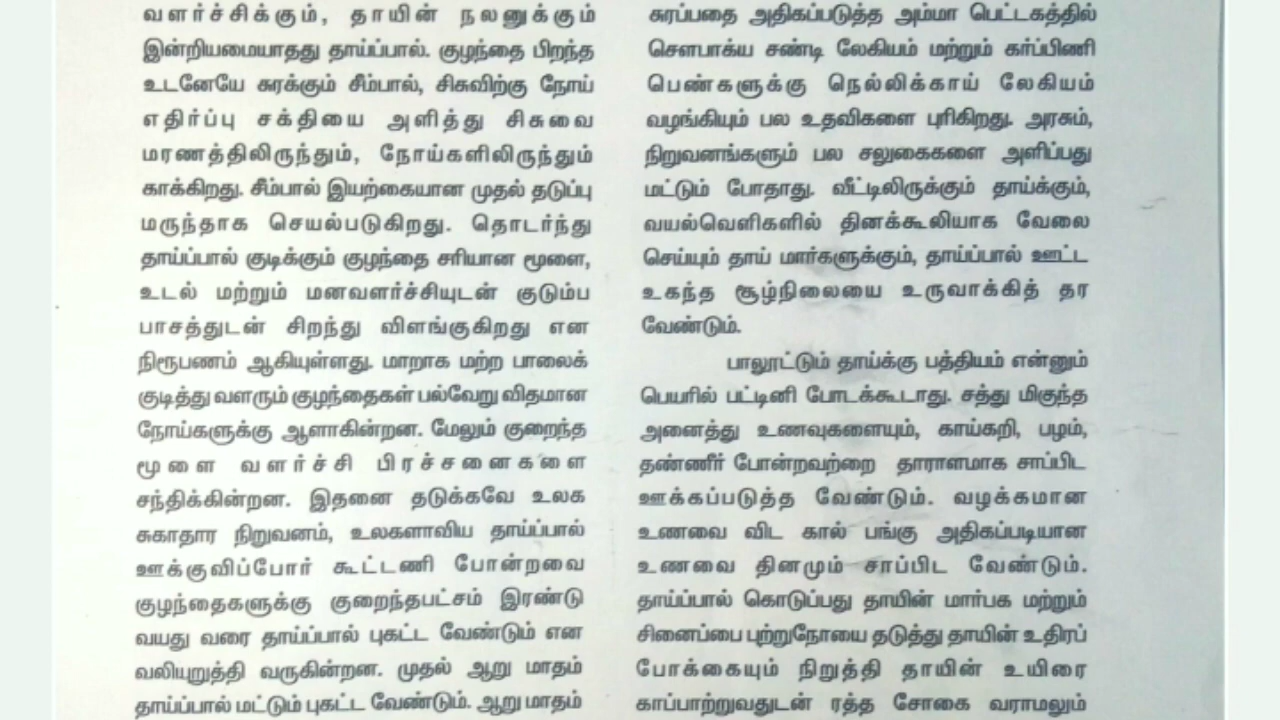 வளர்ச்சிக்கும், தாயின் நலனுக்கும்
இன்றியமையாதது தாய்ப்பால். குழந்தை பிறந்த
உடனேயே சுரக்கும் சீம்பால், சிசுவிற்கு நோய்
எதிர்ப்பு சக்தியை அளித்து சிசுவை
மரணத்திலிருந்தும், நோய்களிலிருந்தும்
காக்கிறது. சீம்பால் இயற்கையான முதல் தடுப்பு
மருந்தாக செயல்படுகிறது. தொடர்ந்து
தாய்ப்பால் குடிக்கும் குழந்தை சரியான மூளை,
உடல் மற்றும் மனவளர்ச்சியுடன் குடும்ப
பாசத்துடன் சிறந்து விளங்குகிறது என
நிரூபணம் ஆகியுள்ளது. மாறாக மற்ற பாலைக்
குடித்து வளரும் குழந்தைகள் பல்வேறு விதமான
நோய்களுக்கு ஆளாகின்றன. மேலும் குறைந்த
மூளை வளர்ச்சி பிரச்சனைகளை
சந்திக்கின்றன. இதனை தடுக்கவே உலக
சுகாதார நிறுவனம், உலகளாவிய தாய்ப்பால்
ஊக்குவிப்போர் கூட்டணி போன்றவை
குழந்தைகளுக்கு குறைந்தபட்சம் இரண்டு
வயது வரை தாய்ப்பால் புகட்ட வேண்டும் என
வலியுறுத்தி வருகின்றன. முதல் ஆறு மாதம்
தாய்ப்பால் மட்டும் புகட்ட வேண்டும். ஆறு மாதம்
சுரப்பதை அதிகப்படுத்த அம்மா பெட்டகத்தில்
சௌபாக்ய சண்டி லேகியம் மற்றும் கர்ப்பிணி
பெண்களுக்கு நெல்லிக்காய் லேகியம்
வழங்கியும் பல உதவிகளை புரிகிறது. அரசும்,
நிறுவனங்களும் பல சலுகைகளை அளிப்பது
மட்டும் போதாது. வீட்டிலிருக்கும் தாய்க்கும்,
வயல்வெளிகளில் தினக்கூலியாக வேலை
செய்யும் தாய் மார்களுக்கும், தாய்ப்பால் ஊட்ட
உகந்த சூழ்நிலையை உருவாக்கித் தர
வேண்டும்.
பாலூட்டும் தாய்க்கு பத்தியம் என்னும்
பெயரில் பட்டினி போடக்கூடாது. சத்து மிகுந்த
அனைத்து உணவுகளையும், காய்கறி, பழம்,
தண்ணீர் போன்றவற்றை தாராளமாக சாப்பிட
ஊக்கப்படுத்த வேண்டும். வழக்கமான
உணவை விட கால் பங்கு அதிகப்படியான
உணவை தினமும் சாப்பிட வேண்டும்.
தாய்ப்பால் கொடுப்பது தாயின் மார்பக மற்றும்
சினைப்பை புற்றுநோயை தடுத்து தாயின் உதிரப்
போக்கையும் நிறுத்தி தாயின் உயிரை
காப்பாற்றுவதுடன் ரத்த சோகை வராமலும்